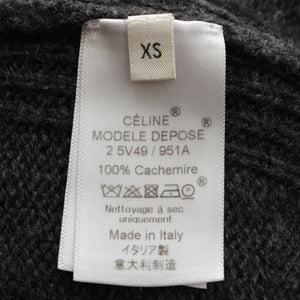 XS
CÉLINE®
MODELE DEPOSE
2 5V49 / 951A
100% Cachemire
Nettoyage à sec
uniquement
Made in Italy
イタリア製
意大利制造